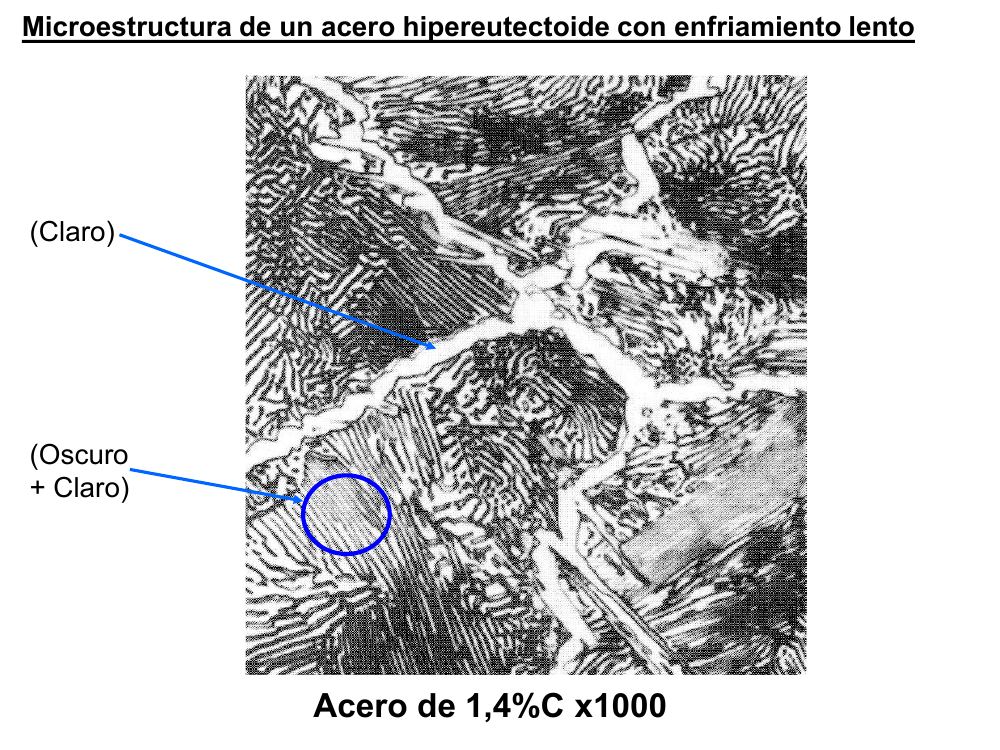 Microestructura de un acero hipereutectoide con enfriamiento lento
(Claro)
(Oscuro
+ Claro)
Acero de 1,4%C x1000